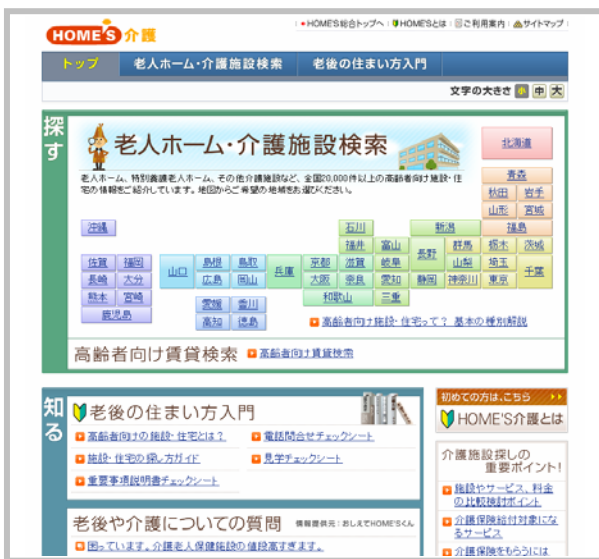 HOME'S 介護
HOME'S総合トップへ HOME'Sとは ご利用案内 サイトマップ
トップ 老人ホーム・介護施設検索 老後の住まい方入門
文字の大きさ 小 中 大
探す
老人ホーム・介護施設検索
老人ホーム、特別養護老人ホーム、その他介護施設など、全国20,000件以上の高齢者向け施設・住
宅の情報をご紹介しています。地図からご希望の地域をお選びください。
北海道
青森
秋田 岩手
山形 宮城
沖縄 石川 新潟 福島
福井 富山 長野 群馬 栃木 茨城
佐賀 福岡 山口 島根 鳥取 兵庫 京都 滋賀 岐阜 山梨 埼玉 千葉
長崎 大分 広島 岡山 大阪 奈良 愛知 静岡 神奈川 東京
熊本 宮崎 愛媛 香川 和歌山 三重
鹿児島 高知 徳島
高齢者向け施設・住宅って? 基本の種別解説
高齢者向け賃貸検索 高齢者向け賃貸検索
知る
老後の住まい方入門
高齢者向けの施設・住宅とは? 電話問合せチェックシート
施設・住宅の探し方ガイド 見学チェックシート
重要事項説明書チェックシート
老後や介護についての質問 情報提供元:おしえてHOME'Sくん
困っています。介護老人保健施設の値段高すぎます。
初めての方は、こちら
HOME'S介護とは
介護施設探しの
重要ポイント!
施設やサービス、料金
の比較検討ポイント
介護保険給付対象にな
るサービス
介護保険をもらうには